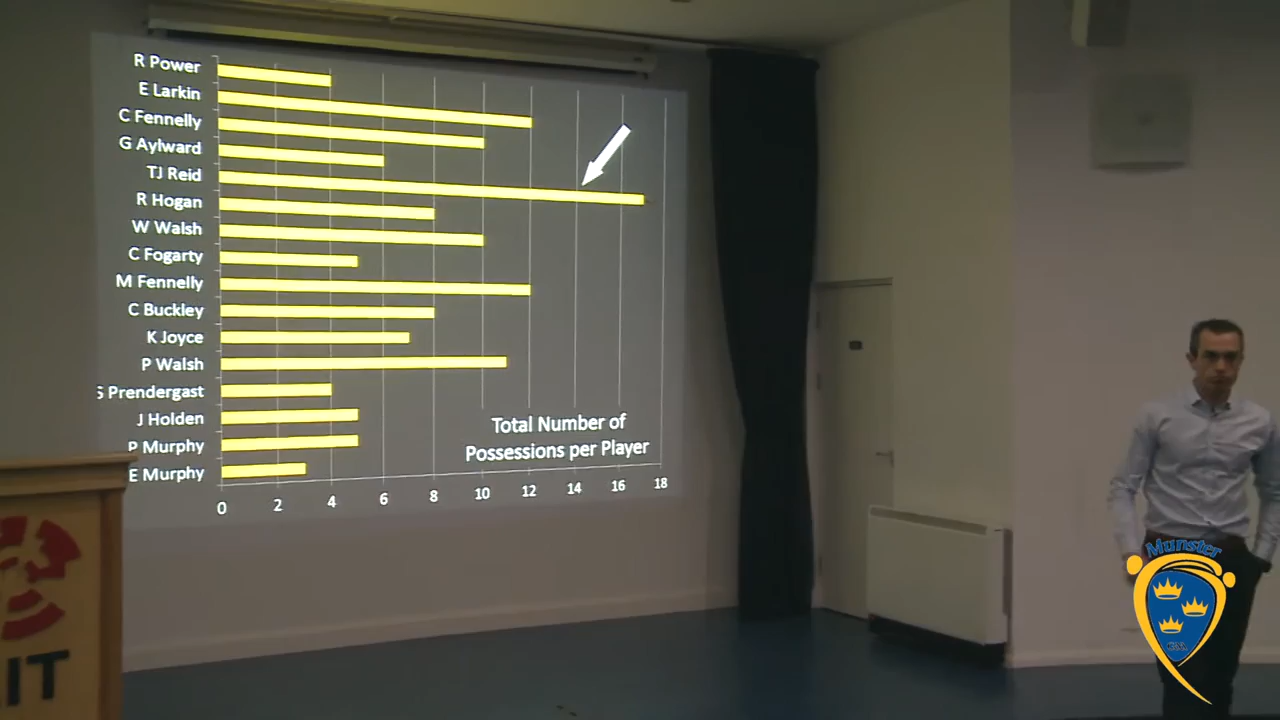 R Power
E Larkin
C Fennelly
G Aylward
TJ Reid
R Hogan
W Walsh
C Fogarty
M Fennelly
C Buckley
K Joyce
P Walsh
S Prendergast
J Holden
P Murphy
E Murphy
Total Number of
Possessions per Player
0 2 4 6 8 10 12 14 16 18
IT
Munster